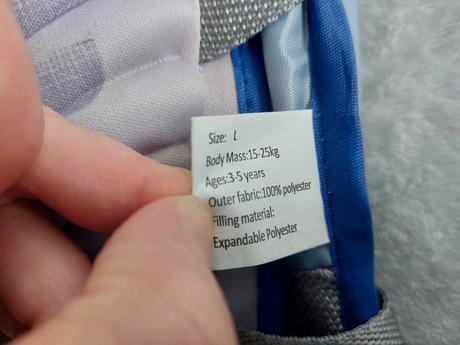 Size: L
Body Mass:15-25kg
Ages:3-5 years
Outer fabric:100% polyester
Filling material:
Expandable Polyester